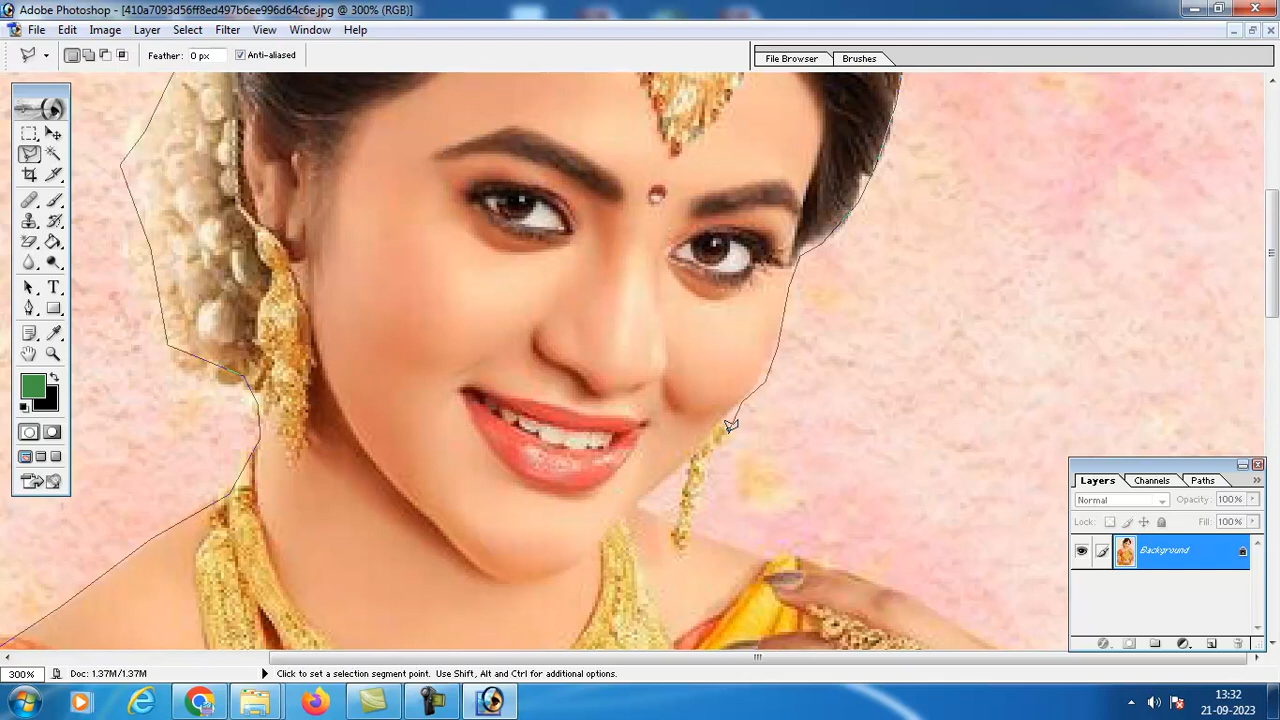 Adobe Photoshop - [410a7093d56ff8ed497b6ee996d64c6e.jpg @ 300% (RGB)]
File Edit Image Layer Select Filter View Window Help
Feather: 0 px Anti-aliased
File Browser Brushes
Layers Channels Paths
Normal Opacity: 100%
Lock: Fill: 100%
Background
300% Doc: 1.37M/1.37M Click to set a selection segment point. Use Shift, Alt and Ctrl for additional options.
13:32
21-09-2023